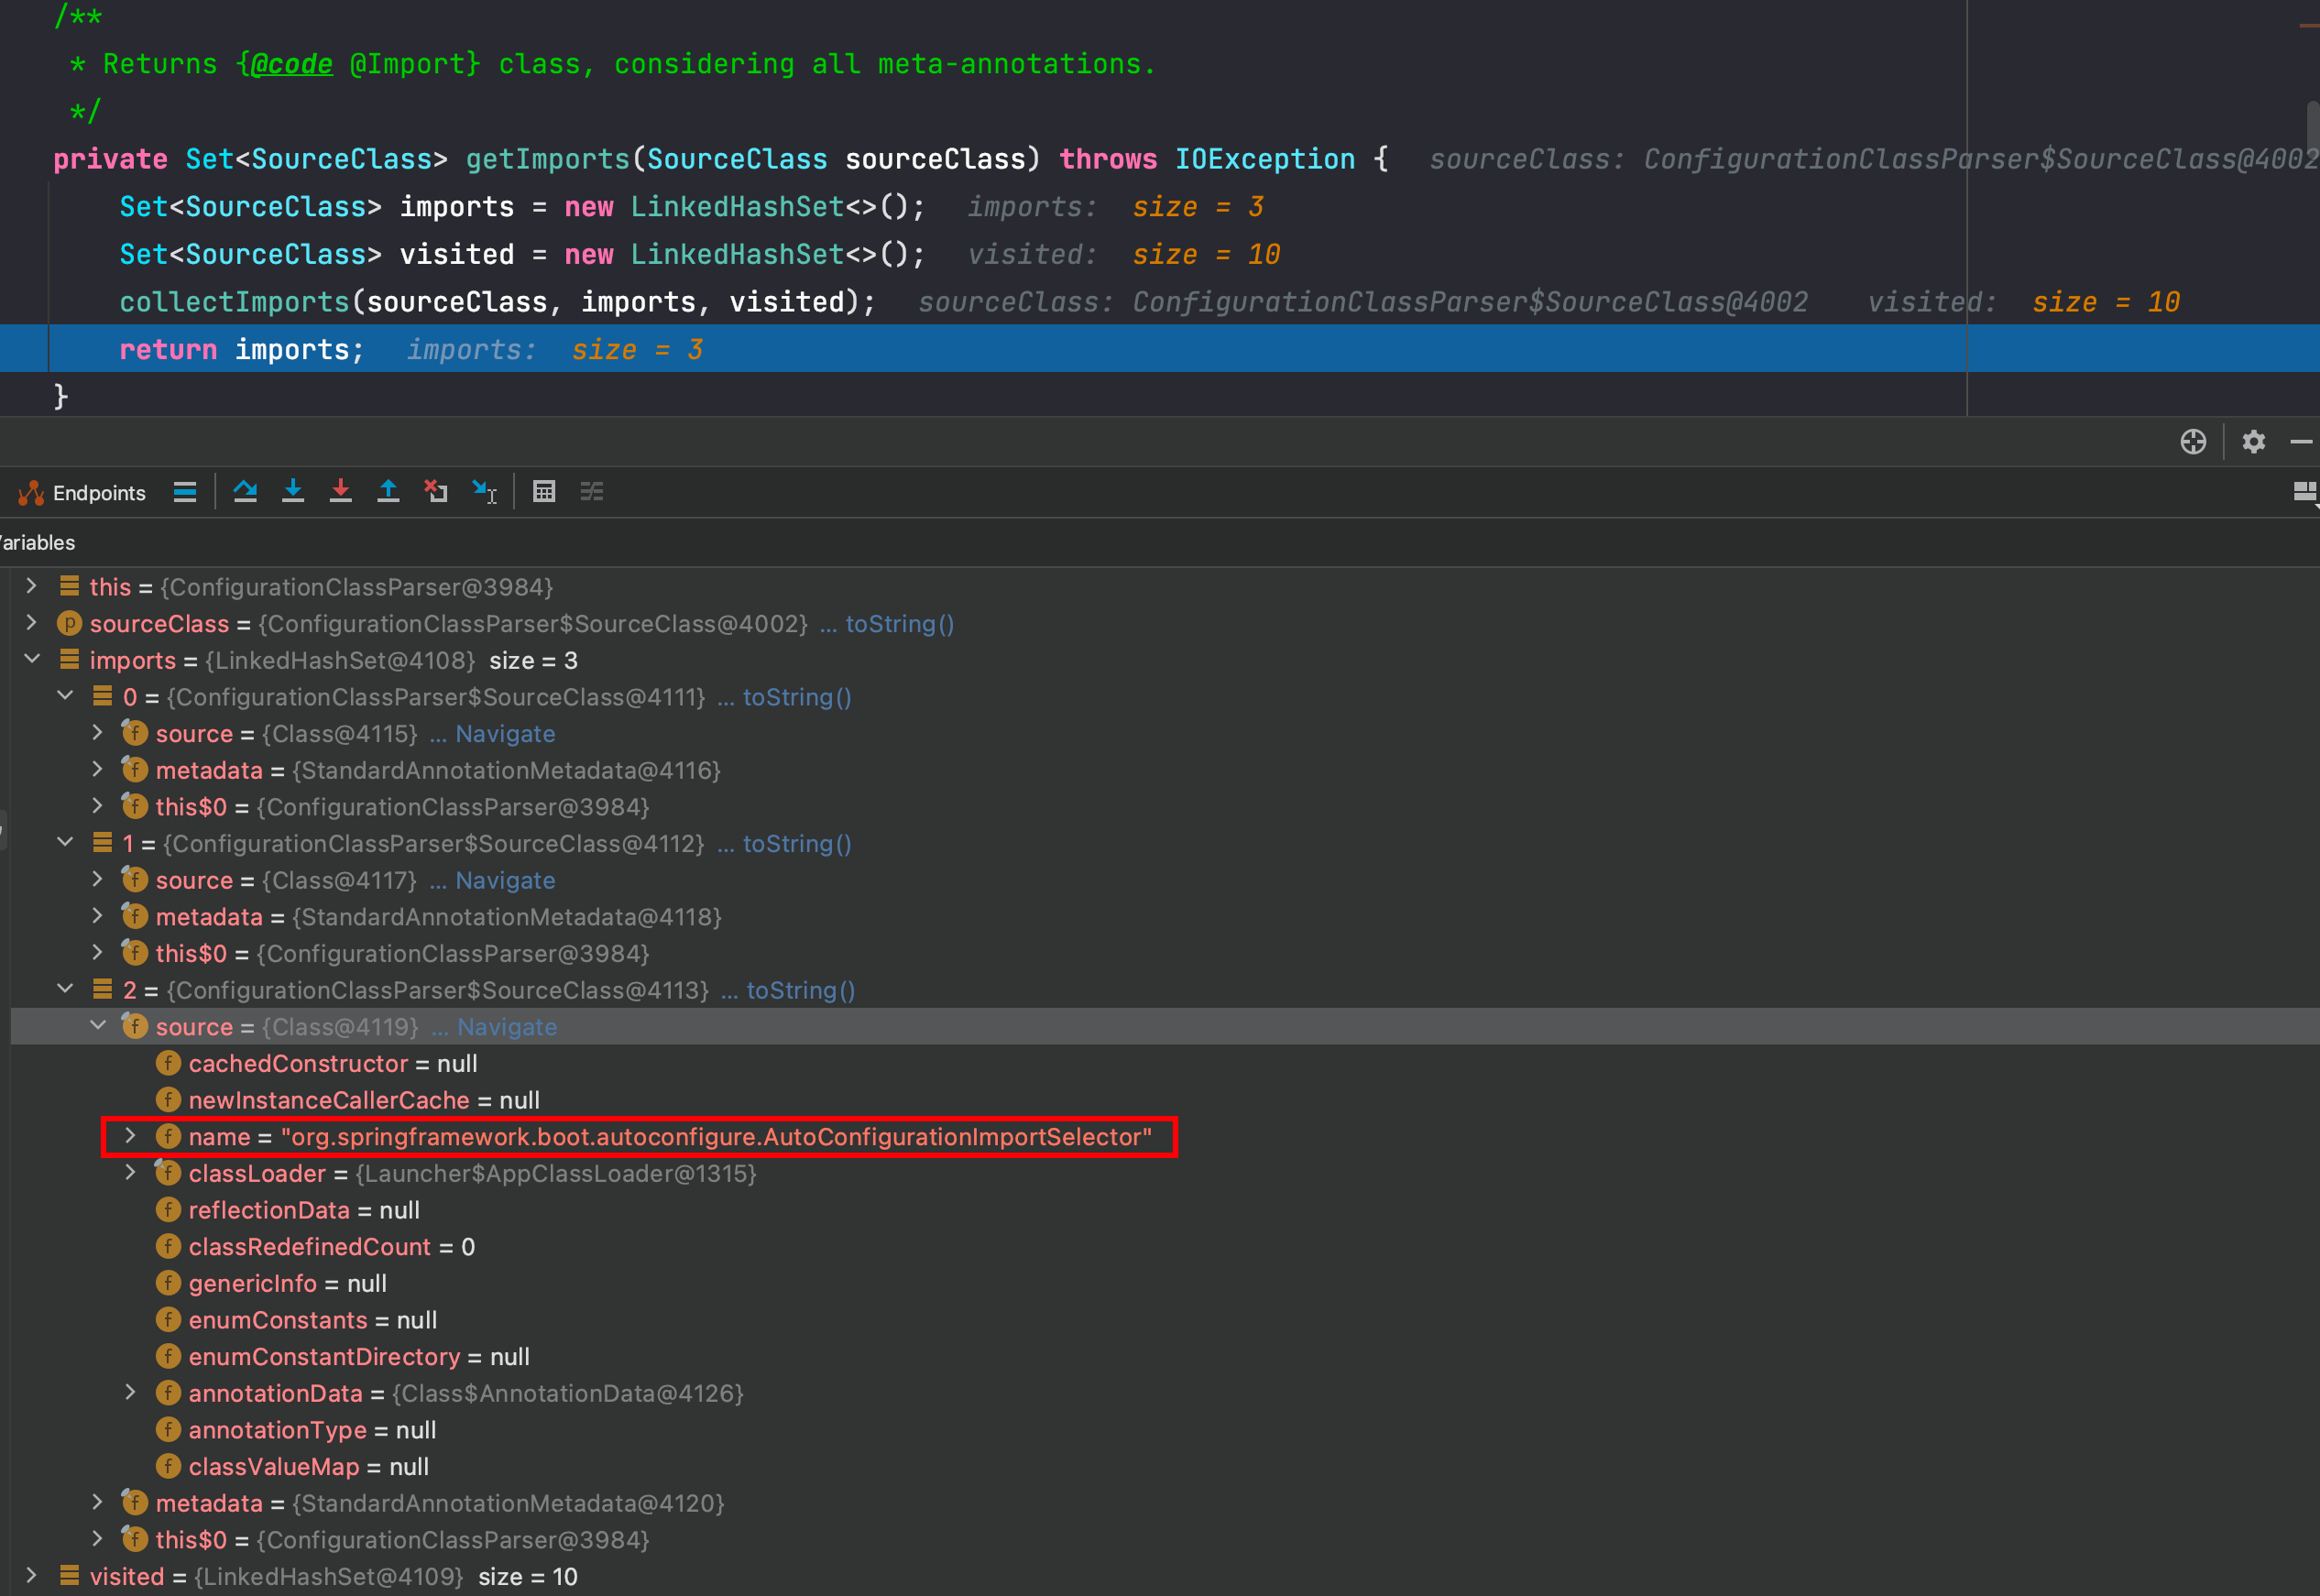 /**
* Returns {@code @Import} class, considering all meta-annotations.
*/
private Set<SourceClass> getImports(SourceClass sourceClass) throws IOException {   sourceClass: ConfigurationClassParser$SourceClass@4002
Set<SourceClass> imports = new LinkedHashSet<>();   imports:  size = 3
Set<SourceClass> visited = new LinkedHashSet<>();   visited:  size = 10
collectImports(sourceClass, imports, visited);   sourceClass: ConfigurationClassParser$SourceClass@4002   visited:  size = 10
return imports;   imports:  size = 3
}
Endpoints
ariables
this = {ConfigurationClassParser@3984}
p sourceClass = {ConfigurationClassParser$SourceClass@4002} ... toString()
imports = {LinkedHashSet@4108} size = 3
0 = {ConfigurationClassParser$SourceClass@4111} ... toString()
f source = {Class@4115} ... Navigate
f metadata = {StandardAnnotationMetadata@4116}
f this$0 = {ConfigurationClassParser@3984}
1 = {ConfigurationClassParser$SourceClass@4112} ... toString()
f source = {Class@4117} ... Navigate
f metadata = {StandardAnnotationMetadata@4118}
f this$0 = {ConfigurationClassParser@3984}
2 = {ConfigurationClassParser$SourceClass@4113} ... toString()
f source = {Class@4119} ... Navigate
f cachedConstructor = null
f newInstanceCallerCache = null
f name = "org.springframework.boot.autoconfigure.AutoConfigurationImportSelector"
f classLoader = {Launcher$AppClassLoader@1315}
f reflectionData = null
f classRedefinedCount = 0
f genericInfo = null
f enumConstants = null
f enumConstantDirectory = null
f annotationData = {Class$AnnotationData@4126}
f annotationType = null
f classValueMap = null
f metadata = {StandardAnnotationMetadata@4120}
f this$0 = {ConfigurationClassParser@3984}
visited = {LinkedHashSet@4109} size = 10